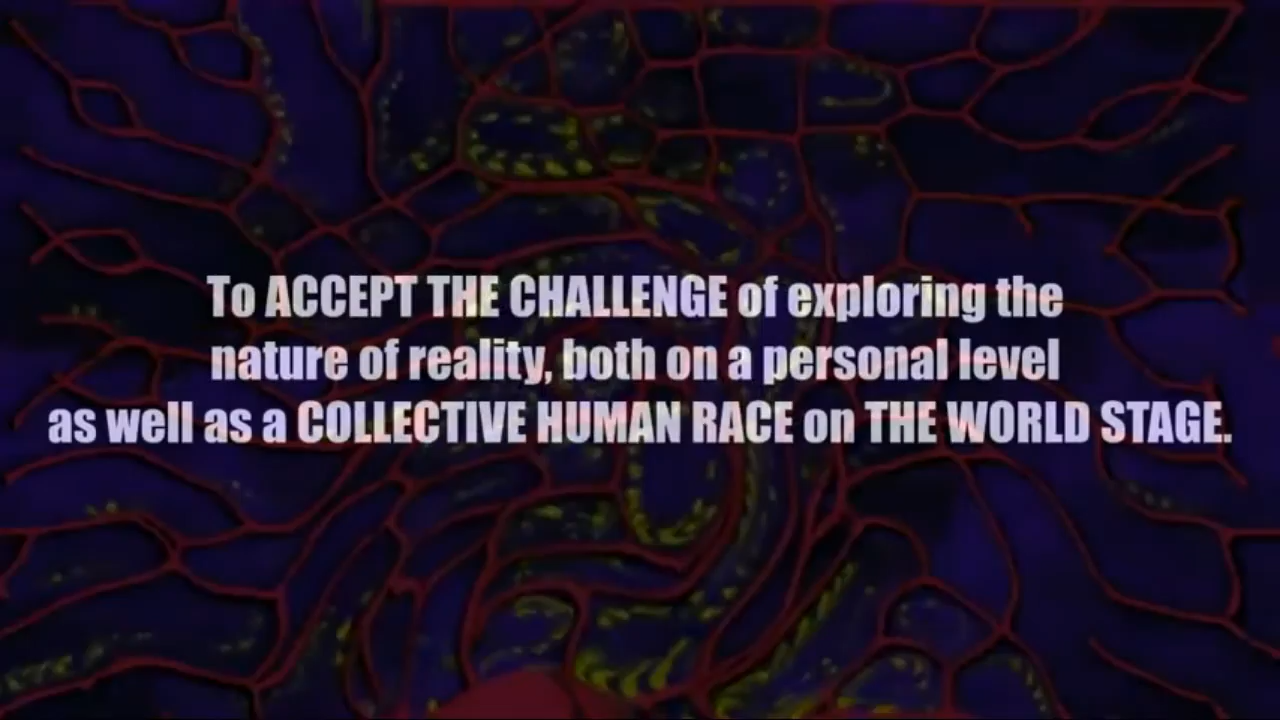 To ACCEPT THE CHALLENGE of exploring the
nature of reality, both on a personal level
as well as a COLLECTIVE HUMAN RACE on THE WORLD STAGE.